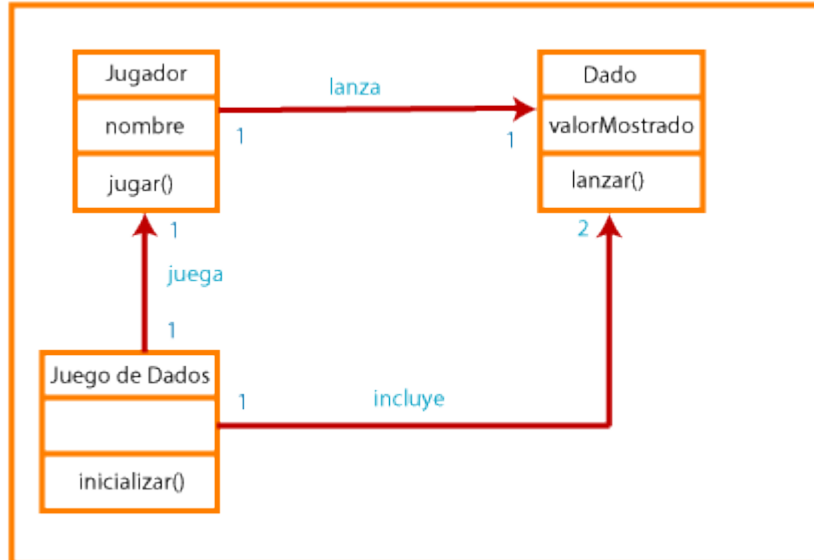 Jugador
nombre
jugar()
lanza
1
1
Dado
valorMostrado
lanzar()
1
juega
1
2
Juego de Dados
inicializar()
1
incluye